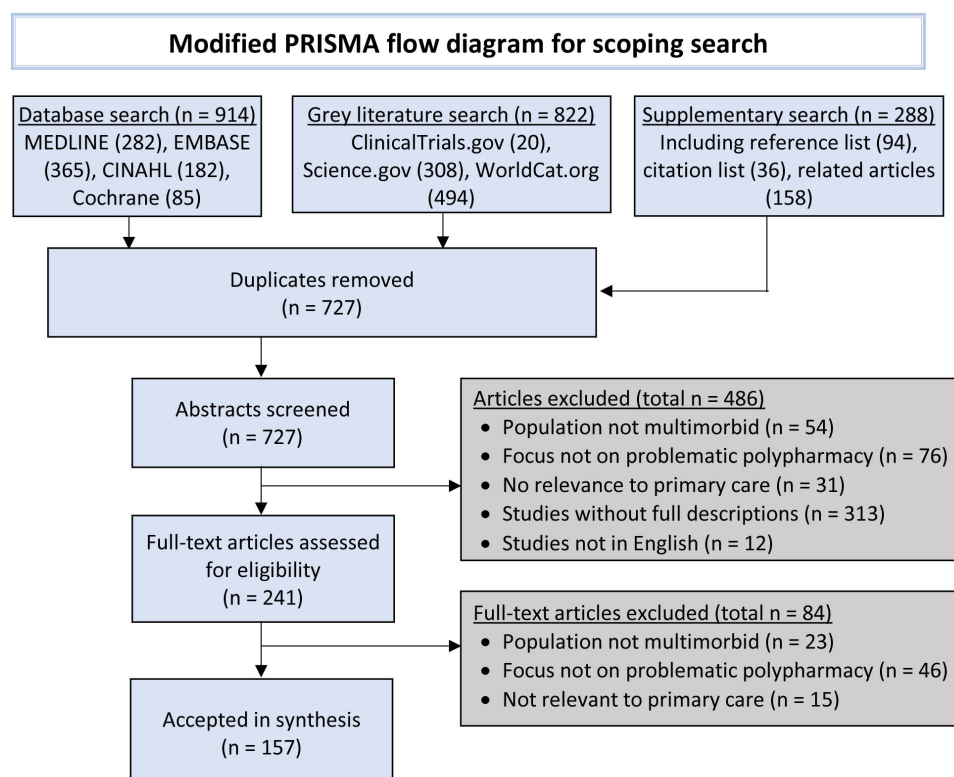 Modified PRISMA flow diagram for scoping search
Database search (n = 914)
MEDLINE (282), EMBASE
(365), CINAHL (182),
Cochrane (85)
Grey literature search (n = 822)
ClinicalTrials.gov (20),
Science.gov (308), WorldCat.org
(494)
Supplementary search (n = 288)
Including reference list (94),
citation list (36), related articles
(158)
Duplicates removed
(n = 727)
Abstracts screened
(n = 727)
Articles excluded (total n = 486)
• Population not multimorbid (n = 54)
• Focus not on problematic polypharmacy (n = 76)
• No relevance to primary care (n = 31)
• Studies without full descriptions (n = 313)
• Studies not in English (n = 12)
Full-text articles assessed
for eligibility
(n = 241)
Full-text articles excluded (total n = 84)
• Population not multimorbid (n = 23)
• Focus not on problematic polypharmacy (n = 46)
• Not relevant to primary care (n = 15)
Accepted in synthesis
(n = 157)